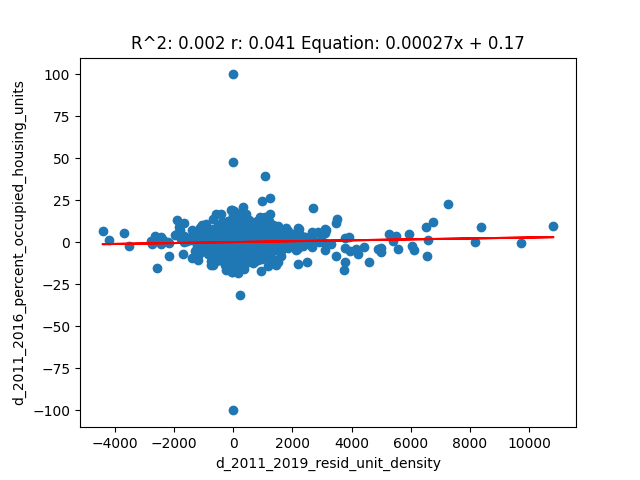 R^2: 0.002 r: 0.041 Equation: 0.00027x + 0.17
d_2011_2016_percent_occupied_housing_units
100
75
50
25
0
−25
−50
−75
−100
−4000 −2000 0 2000 4000 6000 8000 10000
d_2011_2019_resid_unit_density